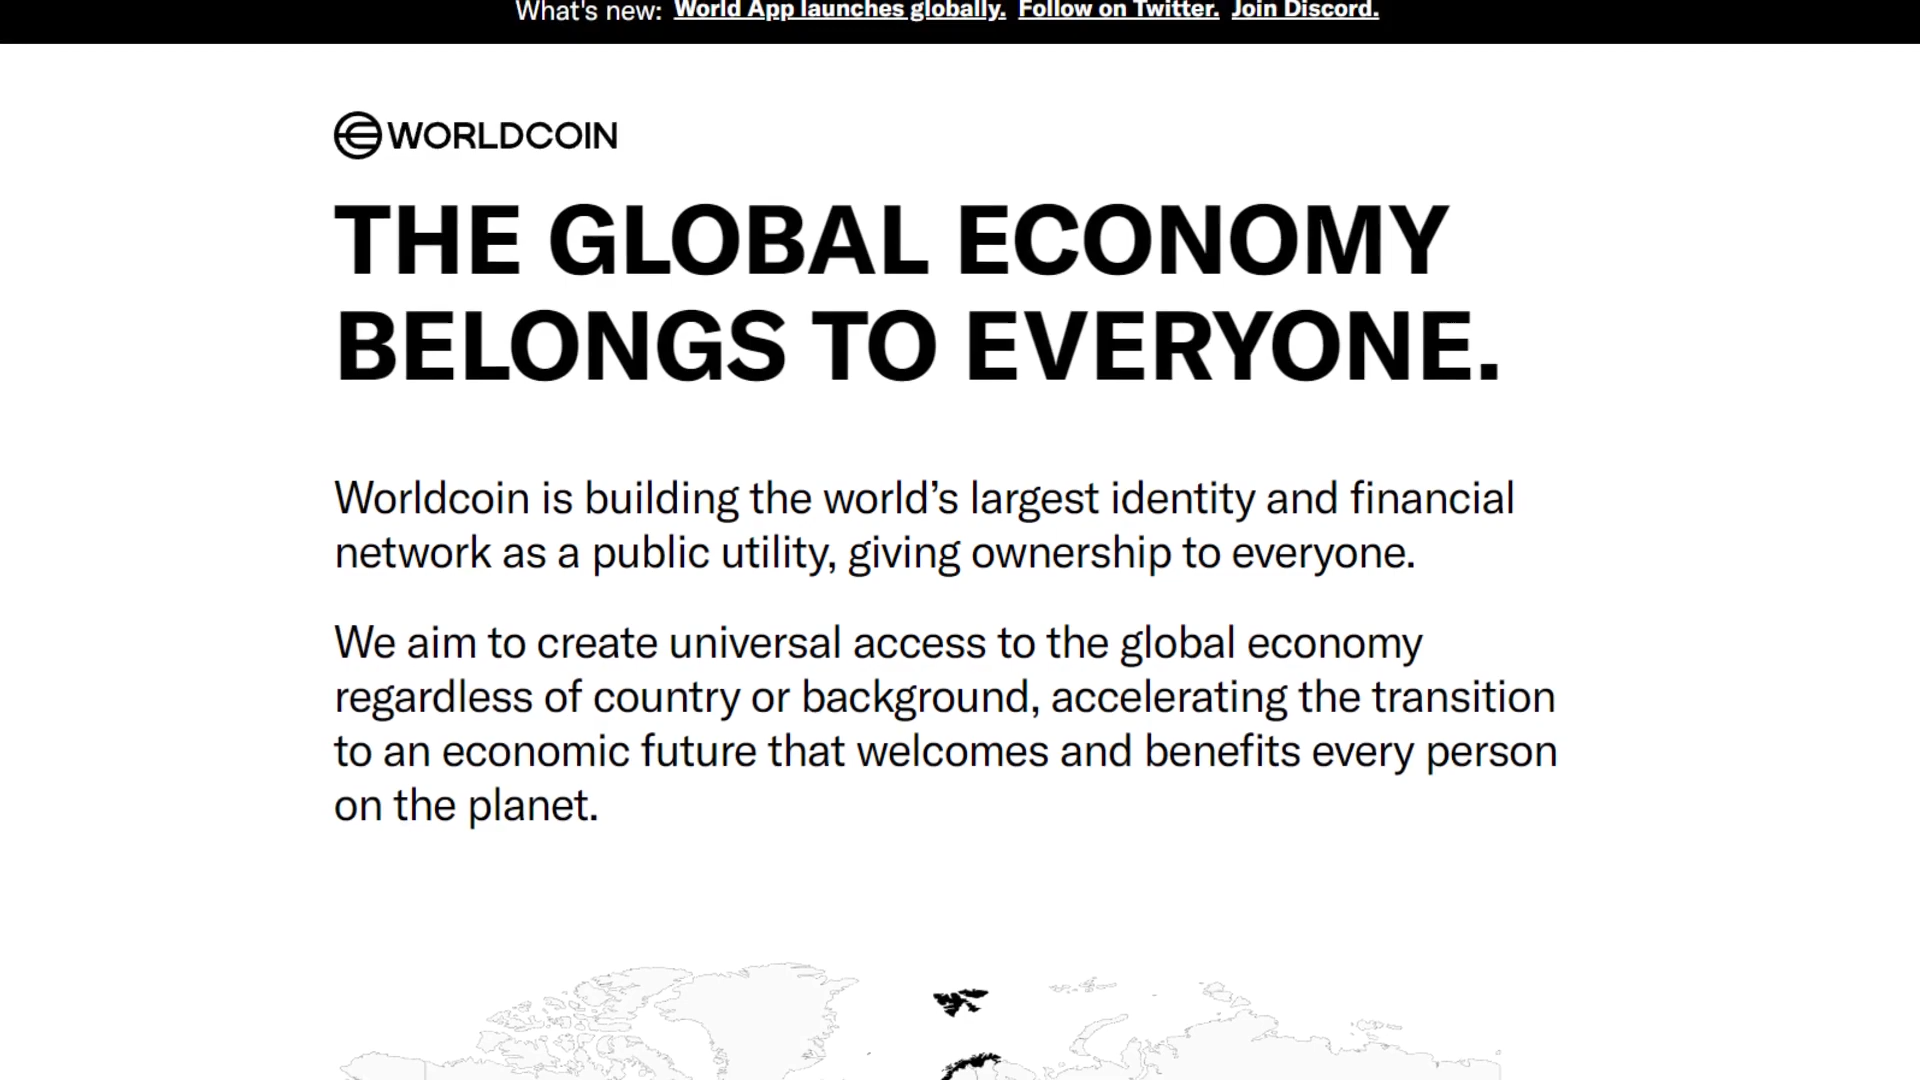 What's new: World App launches globally. Follow on Twitter. Join Discord.
WORLDCOIN
THE GLOBAL ECONOMY
BELONGS TO EVERYONE.
Worldcoin is building the world’s largest identity and financial
network as a public utility, giving ownership to everyone.
We aim to create universal access to the global economy
regardless of country or background, accelerating the transition
to an economic future that welcomes and benefits every person
on the planet.